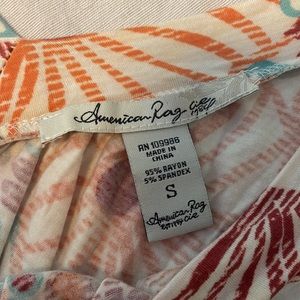 American Rag cie
RN 109986
MADE IN
CHINA
95% RAYON
5% SPANDEX
S
American Rag
cie